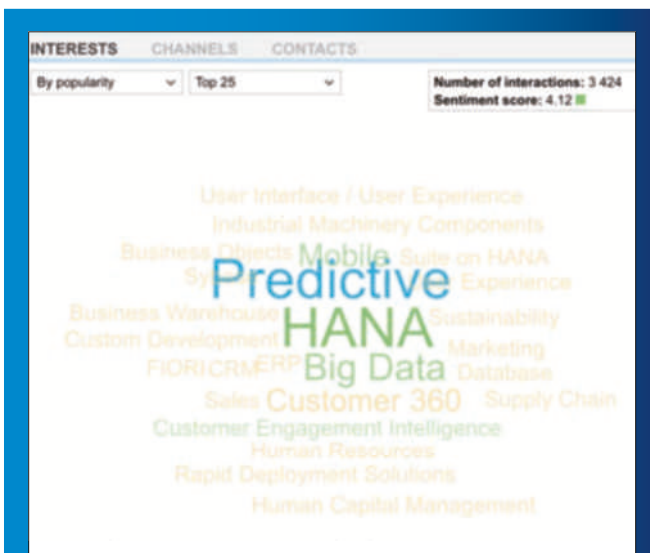 INTERESTS CHANNELS CONTACTS
By popularity Top 25
Number of interactions: 3 424
Sentiment score: 4.12
User Interface / User Experience
Industrial Machinery Components
Business Objects Mobile Suite on HANA
Predictive Experience
Business Warehouse HANA Sustainability
Custom Development Marketing
FIORI CRM ERP Big Data Database
Sales Customer 360 Supply Chain
Customer Engagement Intelligence
Human Resources
Rapid Deployment Solutions
Human Capital Management